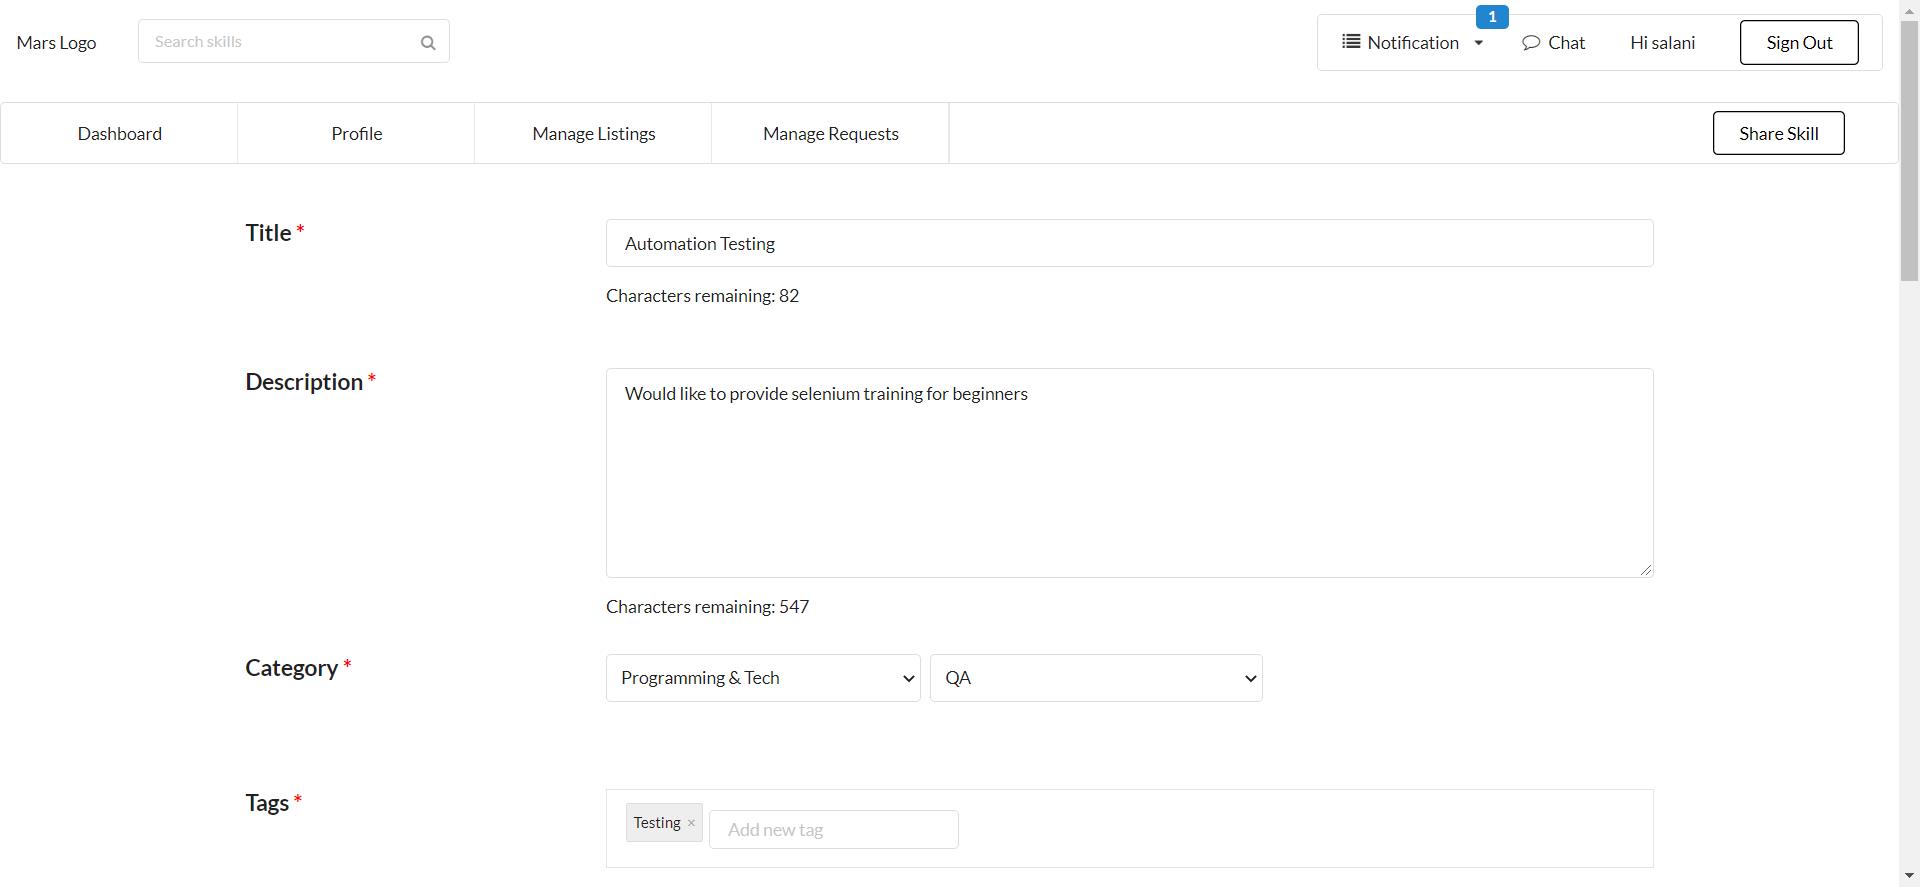 Mars Logo
Search skills
1
Notification
Chat
Hi salani
Sign Out
Dashboard
Profile
Manage Listings
Manage Requests
Share Skill
Title *
Automation Testing
Characters remaining: 82
Description *
Would like to provide selenium training for beginners
Characters remaining: 547
Category *
Programming & Tech
QA
Tags *
Testing ×
Add new tag